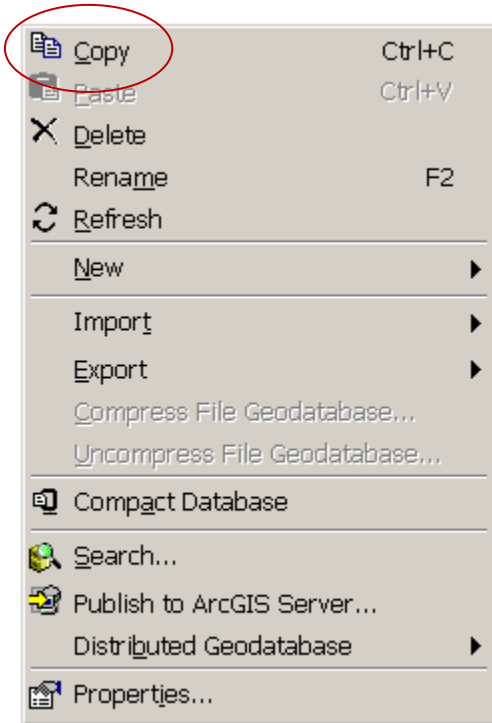 Copy Ctrl+C
Paste Ctrl+V
Delete
Rename F2
Refresh
New
Import
Export
Compress File Geodatabase...
Uncompress File Geodatabase...
Compact Database
Search...
Publish to ArcGIS Server...
Distributed Geodatabase
Properties...